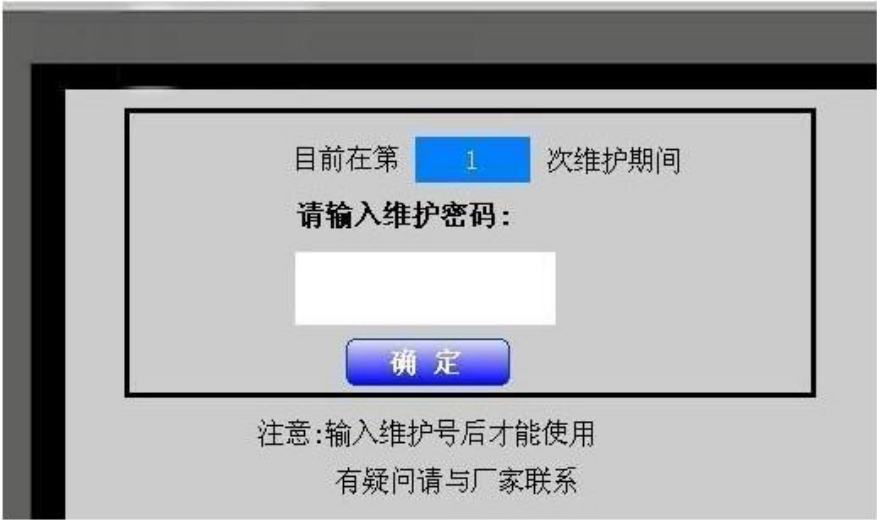 目前在第 1 次维护期间
请输入维护密码:
确 定
注意:输入维护号后才能使用
有疑问请与厂家联系